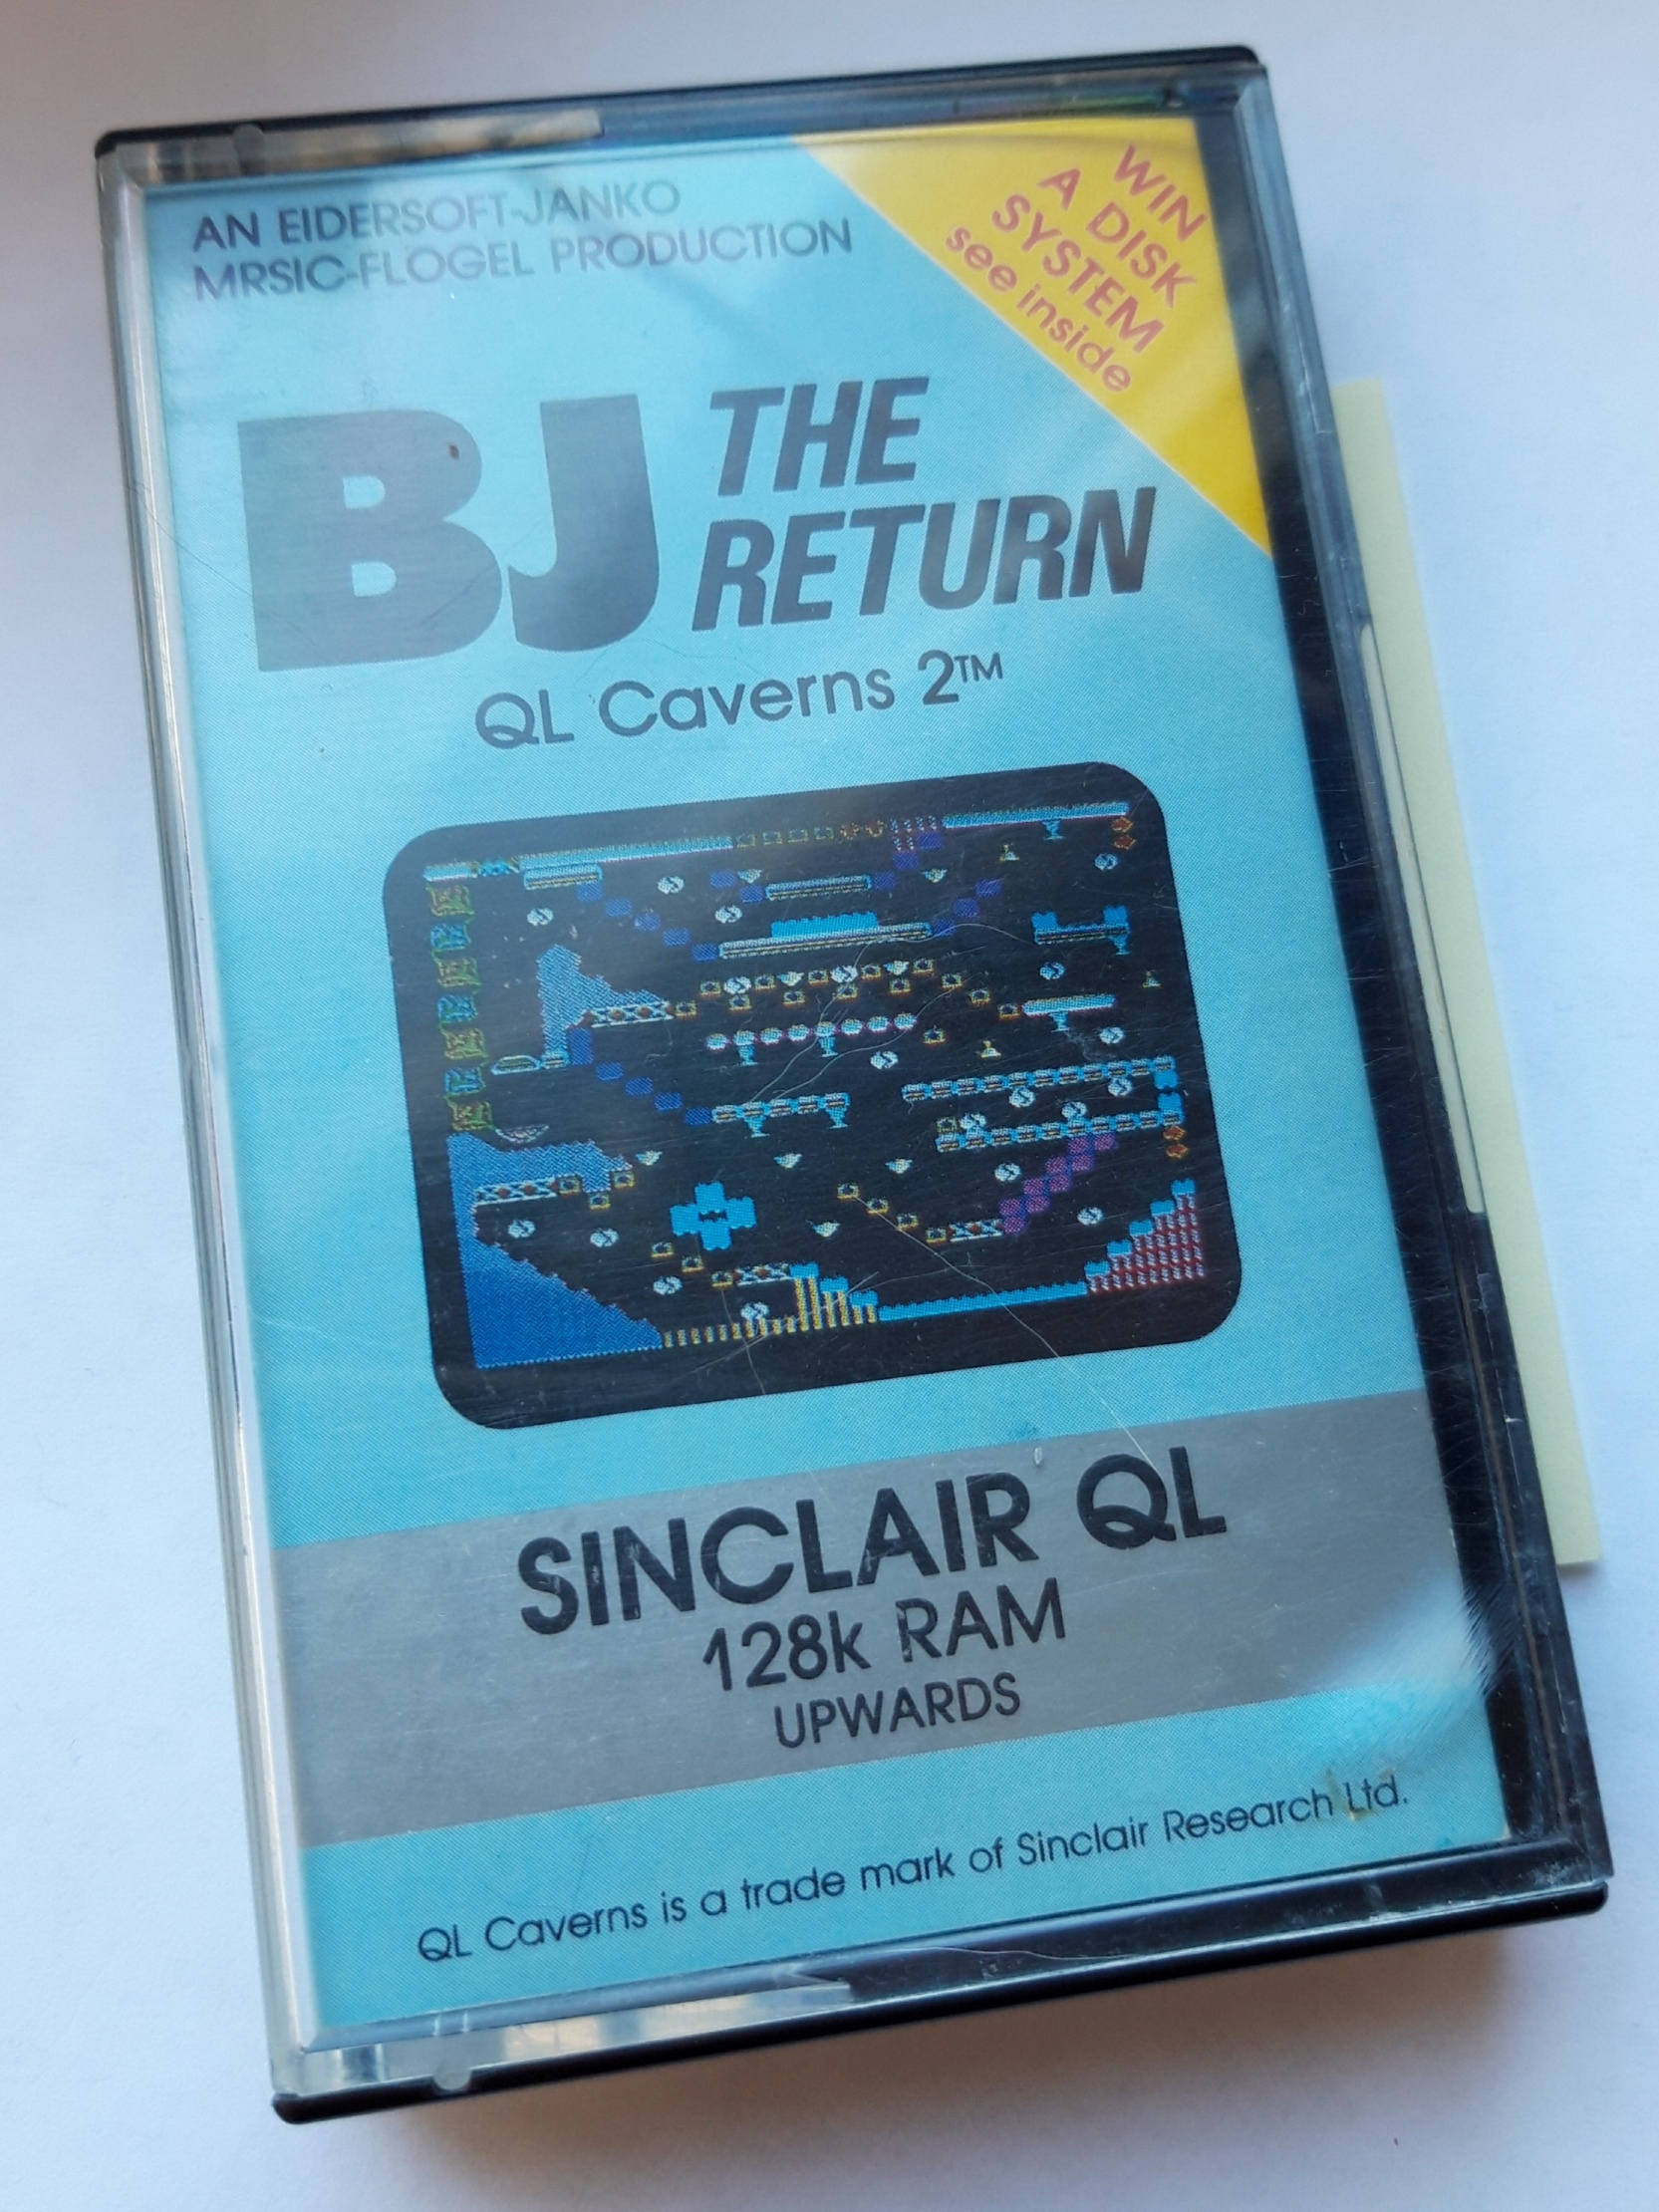 AN EIDERSOFT-JANKO
MRSIC-FLOGEL PRODUCTION
WIN
A DISK
SYSTEM
see inside
BJ THE
RETURN
QL Caverns 2™
SINCLAIR QL
128k RAM
UPWARDS
QL Caverns is a trade mark of Sinclair Research Ltd.